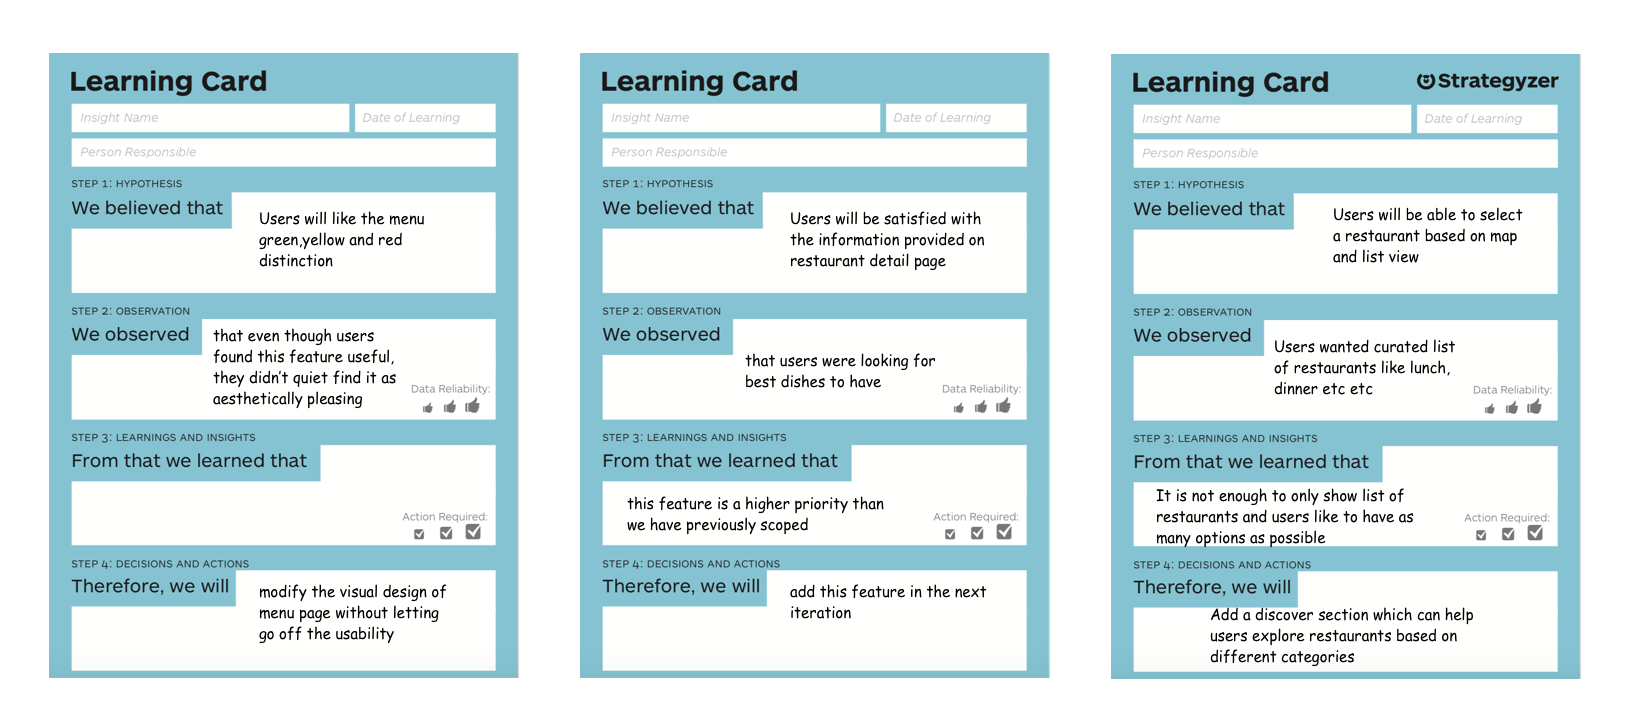 Learning Card
Insight Name
Date of Learning
Person Responsible
STEP 1: HYPOTHESIS
We believed that
Users will like the menu
green,yellow and red
distinction
STEP 2: OBSERVATION
We observed
that even though users
found this feature useful,
they didn't quiet find it as
aesthetically pleasing
Data Reliability:
STEP 3: LEARNINGS AND INSIGHTS
From that we learned that
Action Required:
STEP 4: DECISIONS AND ACTIONS
Therefore, we will
modify the visual design of
menu page without letting
go off the usability
Learning Card
Insight Name
Date of Learning
Person Responsible
STEP 1: HYPOTHESIS
We believed that
Users will be satisfied with
the information provided on
restaurant detail page
STEP 2: OBSERVATION
We observed
that users were looking for
best dishes to have
Data Reliability:
STEP 3: LEARNINGS AND INSIGHTS
From that we learned that
this feature is a higher priority than
we have previously scoped
Action Required:
STEP 4: DECISIONS AND ACTIONS
Therefore, we will
add this feature in the next
iteration
Learning Card
Strategyzer
Insight Name
Date of Learning
Person Responsible
STEP 1: HYPOTHESIS
We believed that
Users will be able to select
a restaurant based on map
and list view
STEP 2: OBSERVATION
We observed
Users wanted curated list
of restaurants like lunch,
dinner etc etc
Data Reliability:
STEP 3: LEARNINGS AND INSIGHTS
From that we learned that
It is not enough to only show list of
restaurants and users like to have as
many options as possible
Action Required:
STEP 4: DECISIONS AND ACTIONS
Therefore, we will
Add a discover section which can help
users explore restaurants based on
different categories